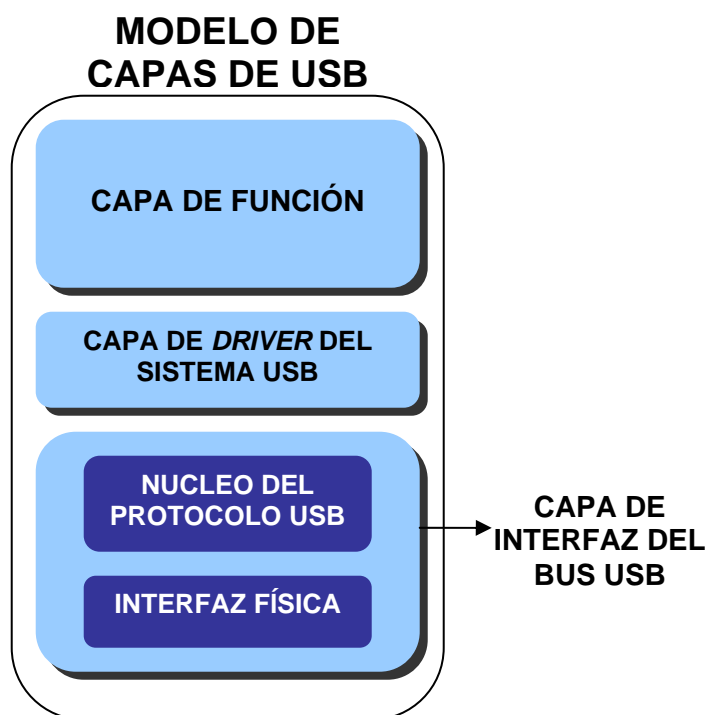 MODELO DE
CAPAS DE USB
CAPA DE FUNCIÓN
CAPA DE DRIVER DEL
SISTEMA USB
NUCLEO DEL
PROTOCOLO USB
INTERFAZ FÍSICA
CAPA DE
INTERFAZ DEL
BUS USB